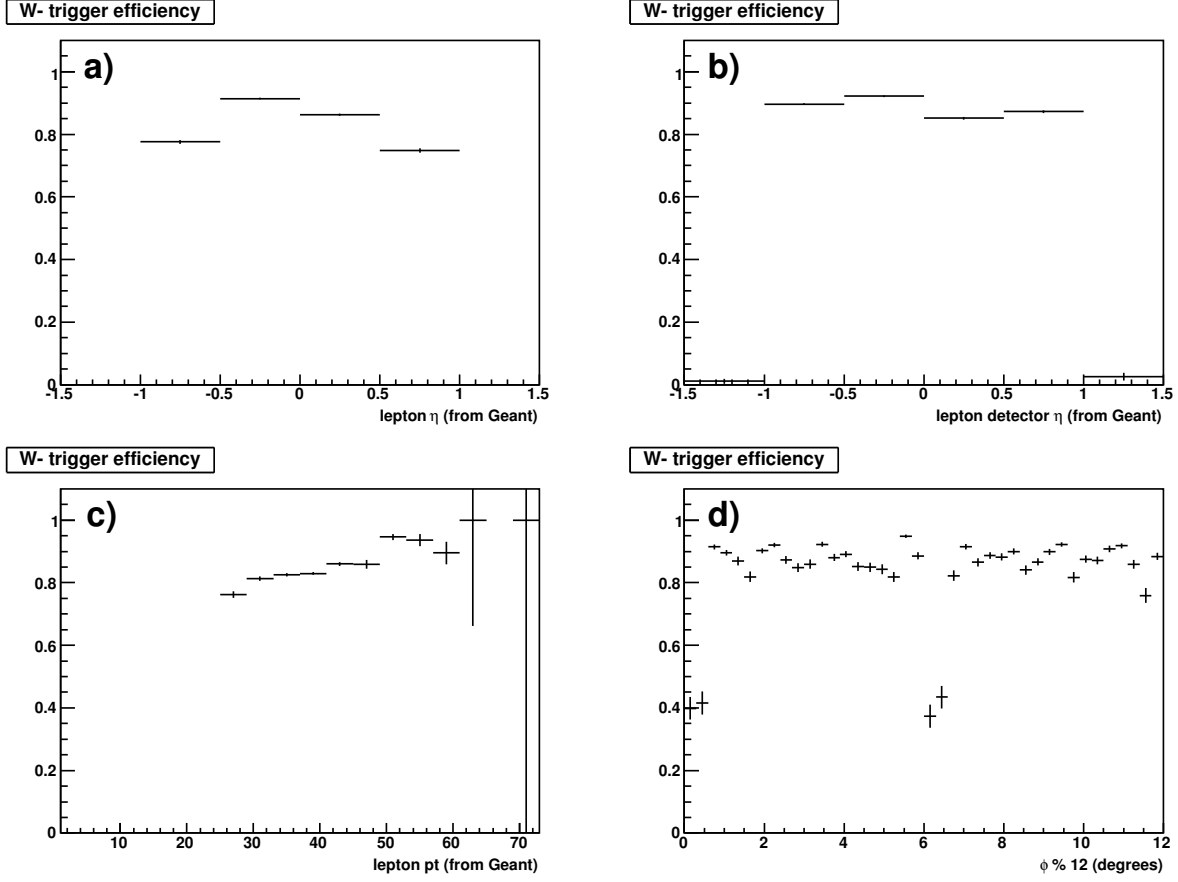 W- trigger efficiency
a)
1
0.8
0.6
0.4
0.2
0
-1.5 -1 -0.5 0 0.5 1 1.5
lepton η (from Geant)
W- trigger efficiency
b)
1
0.8
0.6
0.4
0.2
0
-1.5 -1 -0.5 0 0.5 1 1.5
lepton detector η (from Geant)
W- trigger efficiency
c)
1
0.8
0.6
0.4
0.2
0
10 20 30 40 50 60 70
lepton pt (from Geant)
W- trigger efficiency
d)
1
0.8
0.6
0.4
0.2
0
0 2 4 6 8 10 12
ϕ % 12 (degrees)